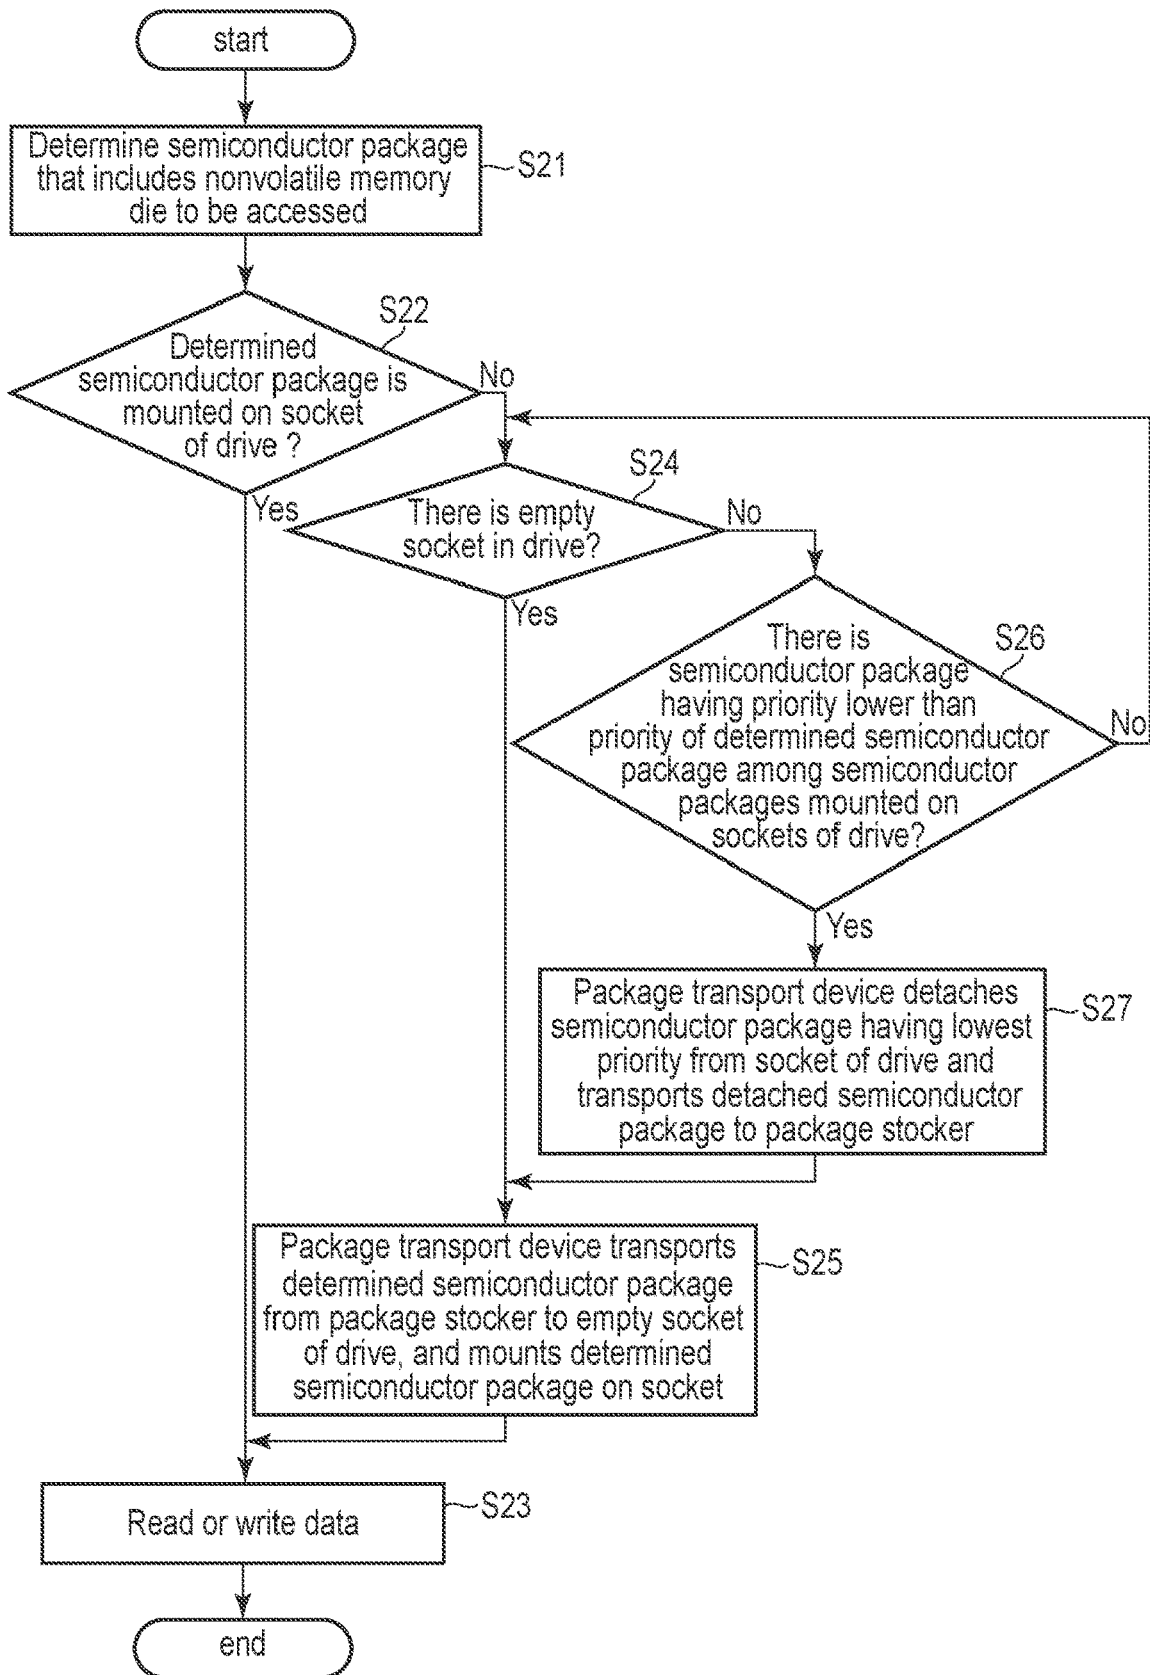 start
Determine semiconductor package
that includes nonvolatile memory
die to be accessed
S21
S22
Determined
semiconductor package is
mounted on socket
of drive ?
No
Yes
S24
There is empty
socket in drive?
No
Yes
S26
There is
semiconductor package
having priority lower than
priority of determined semiconductor
package among semiconductor
packages mounted on
sockets of drive?
No
Yes
Package transport device detaches
semiconductor package having lowest
priority from socket of drive and
transports detached semiconductor
package to package stocker
S27
Package transport device transports
determined semiconductor package
from package stocker to empty socket
of drive, and mounts determined
semiconductor package on socket
S25
Read or write data
S23
end